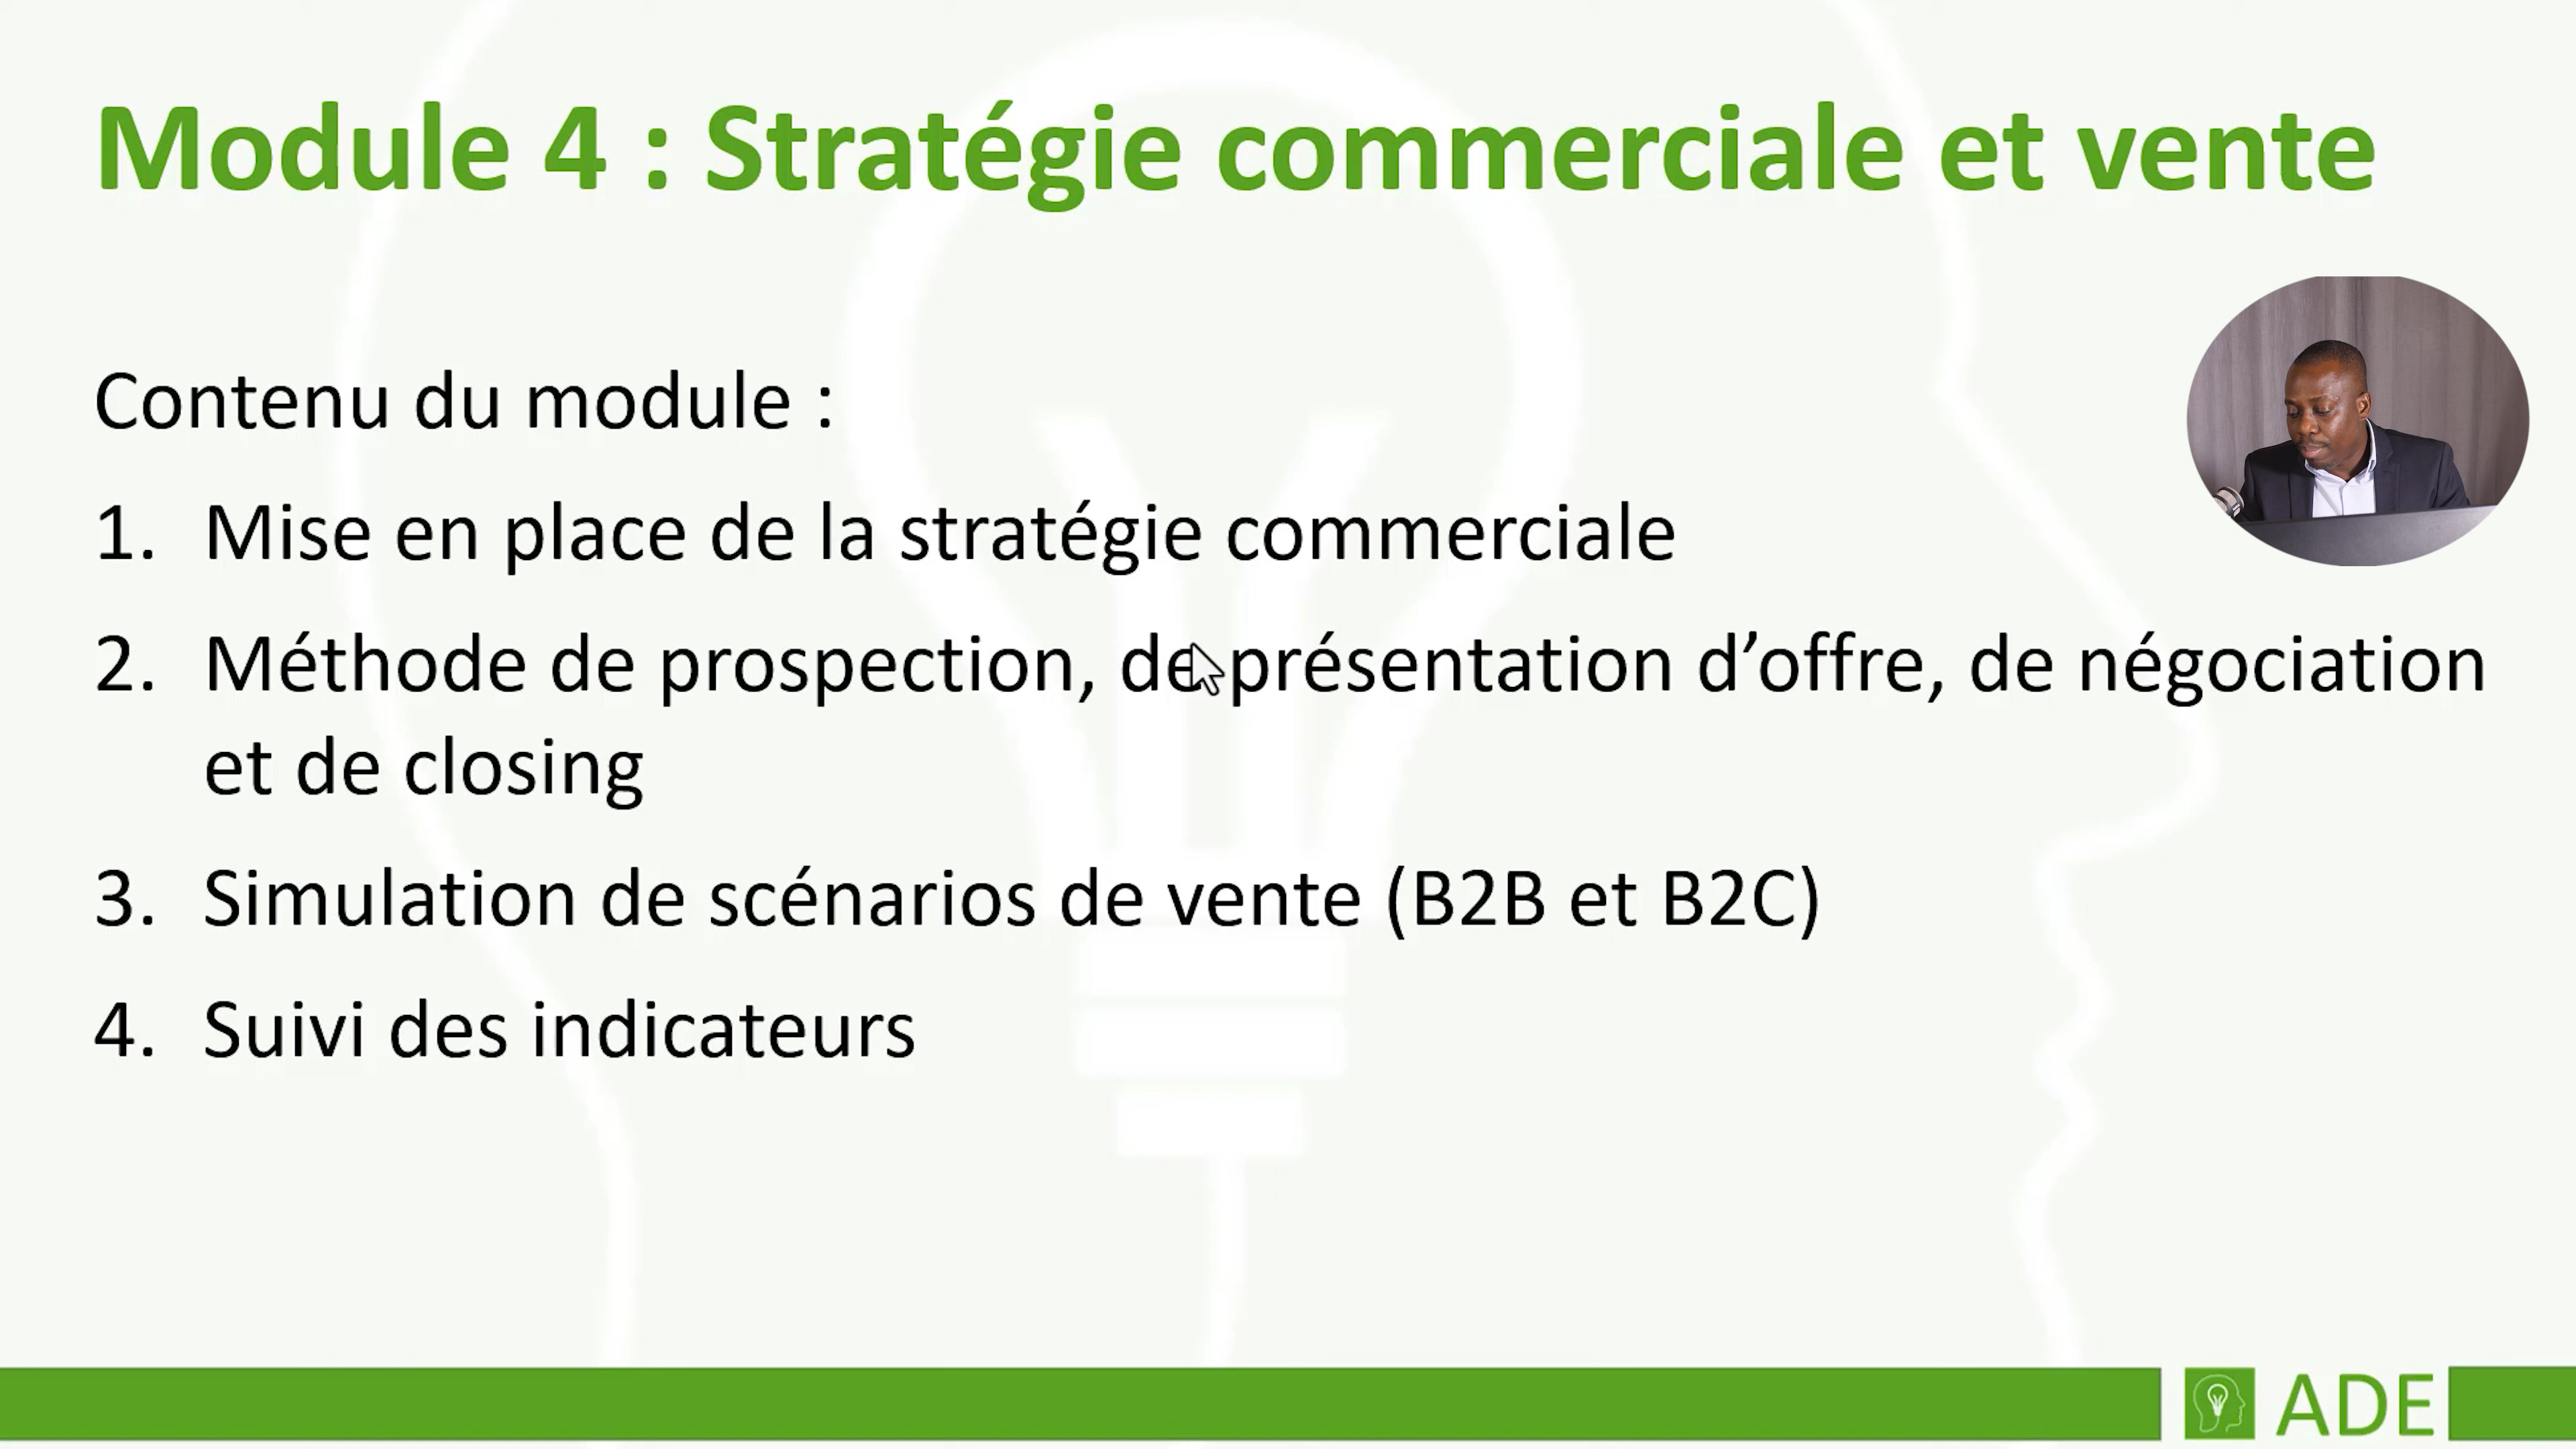 Module 4 : Stratégie commerciale et vente
Contenu du module :
1. Mise en place de la stratégie commerciale
2. Méthode de prospection, de présentation d’offre, de négociation
et de closing
3. Simulation de scénarios de vente (B2B et B2C)
4. Suivi des indicateurs
ADE